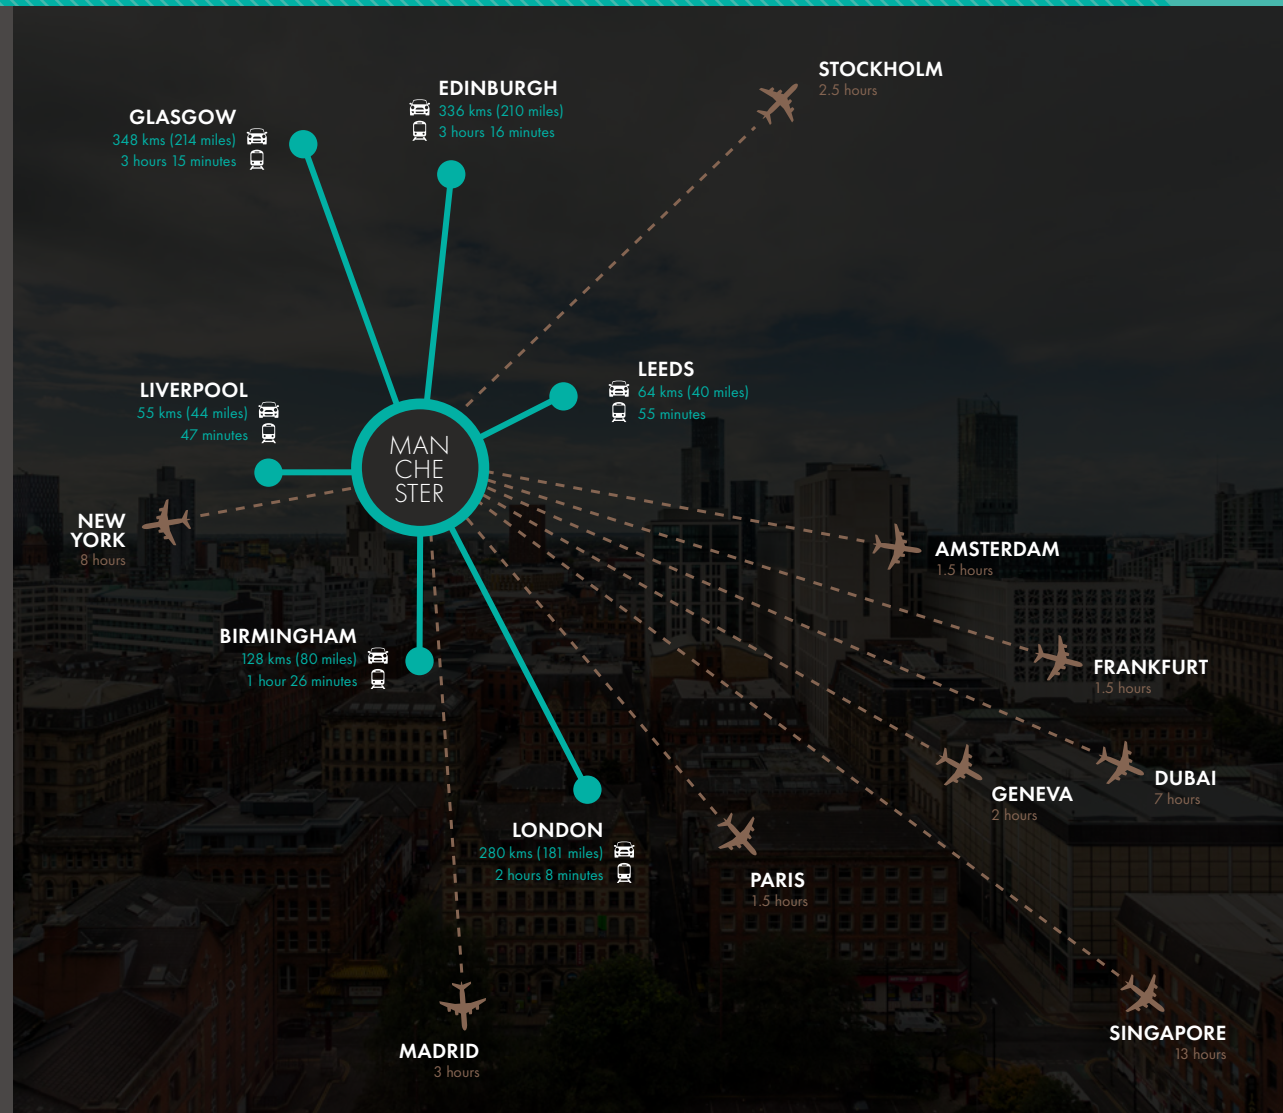 STOCKHOLM
2.5 hours
EDINBURGH
336 kms (210 miles)
3 hours 16 minutes
GLASGOW
348 kms (214 miles)
3 hours 15 minutes
LEEDS
64 kms (40 miles)
55 minutes
LIVERPOOL
55 kms (44 miles)
47 minutes
MAN
CHE
STER
NEW
YORK
8 hours
AMSTERDAM
1.5 hours
BIRMINGHAM
128 kms (80 miles)
1 hour 26 minutes
FRANKFURT
1.5 hours
DUBAI
7 hours
GENEVA
2 hours
LONDON
280 kms (181 miles)
2 hours 8 minutes
PARIS
1.5 hours
SINGAPORE
13 hours
MADRID
3 hours